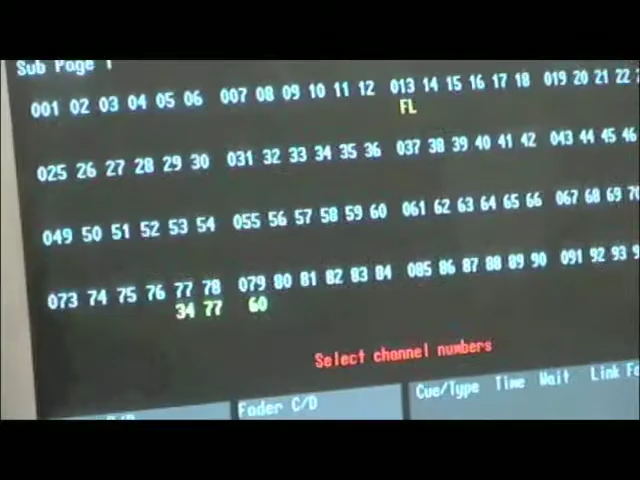 Sub Page 1
001 02 03 04 05 06 007 08 09 10 11 12 013 14 15 16 17 18 019 20 21 22
FL
025 26 27 28 29 30 031 32 33 34 35 36 037 38 39 40 41 42 043 44 45 46
049 50 51 52 53 54 055 56 57 58 59 60 061 62 63 64 65 66 067 68 69
073 74 75 76 77 78 079 80 81 82 83 84 085 86 87 88 89 90 091 92 93
34 77 60
Select channel numbers
Fader C/D Cue/Type Time Wait Link